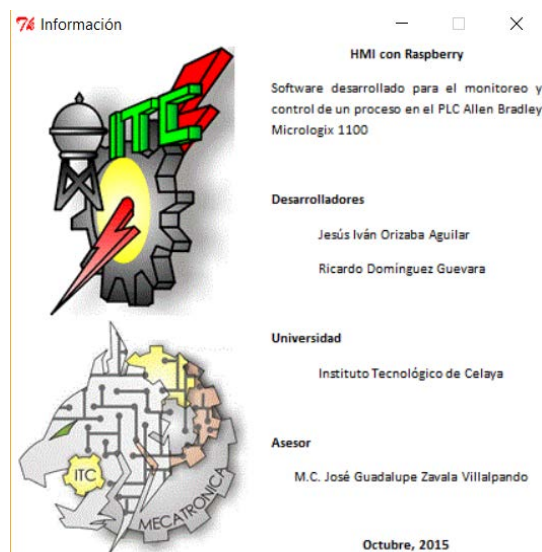 Información
HMI con Raspberry
Software desarrollado para el monitoreo y
control de un proceso en el PLC Allen Bradley
Micrologix 1100
Desarrolladores
Jesús Iván Orizaba Aguilar
Ricardo Domínguez Guevara
Universidad
Instituto Tecnológico de Celaya
Asesor
M.C. José Guadalupe Zavala Villalpando
Octubre, 2015
ITC
ITC
MECATRONICA